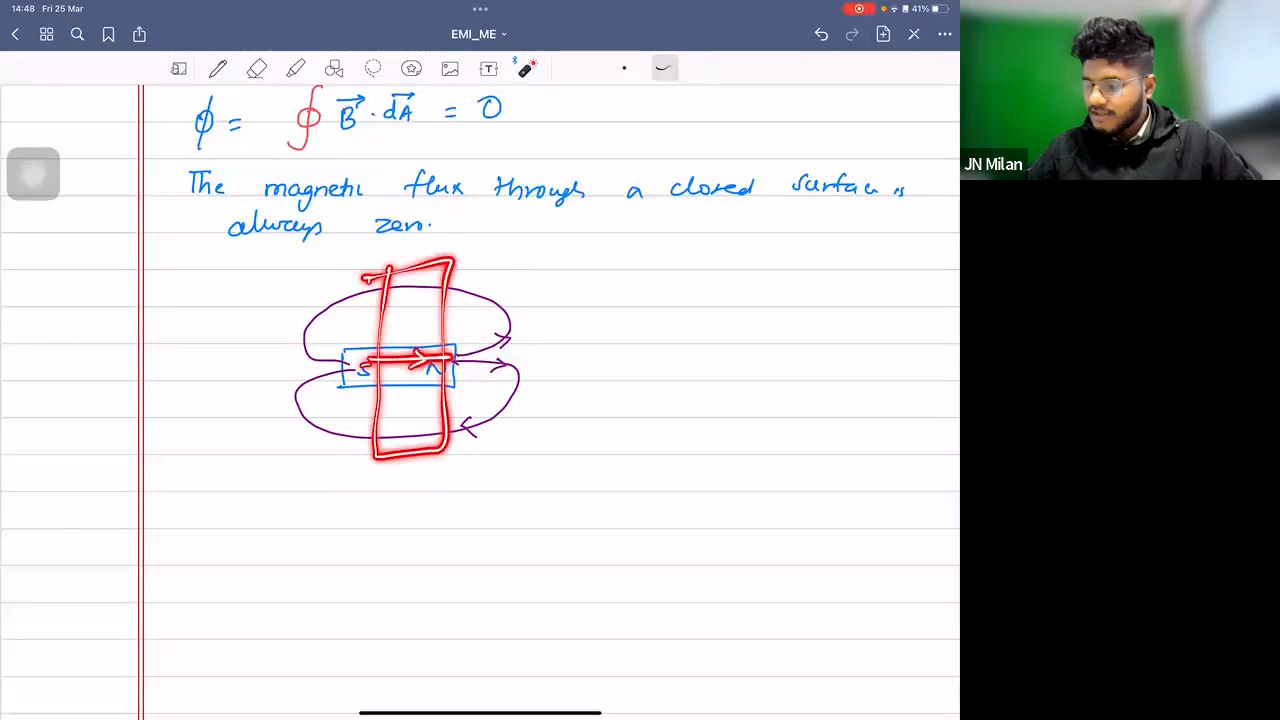 14:48 Fri 25 Mar
41%
EMI_ME
T
JN Milan
ϕ = ∮ B⃗ · dA⃗ = 0
The magnetic flux through a closed surface is
always zero.
S N